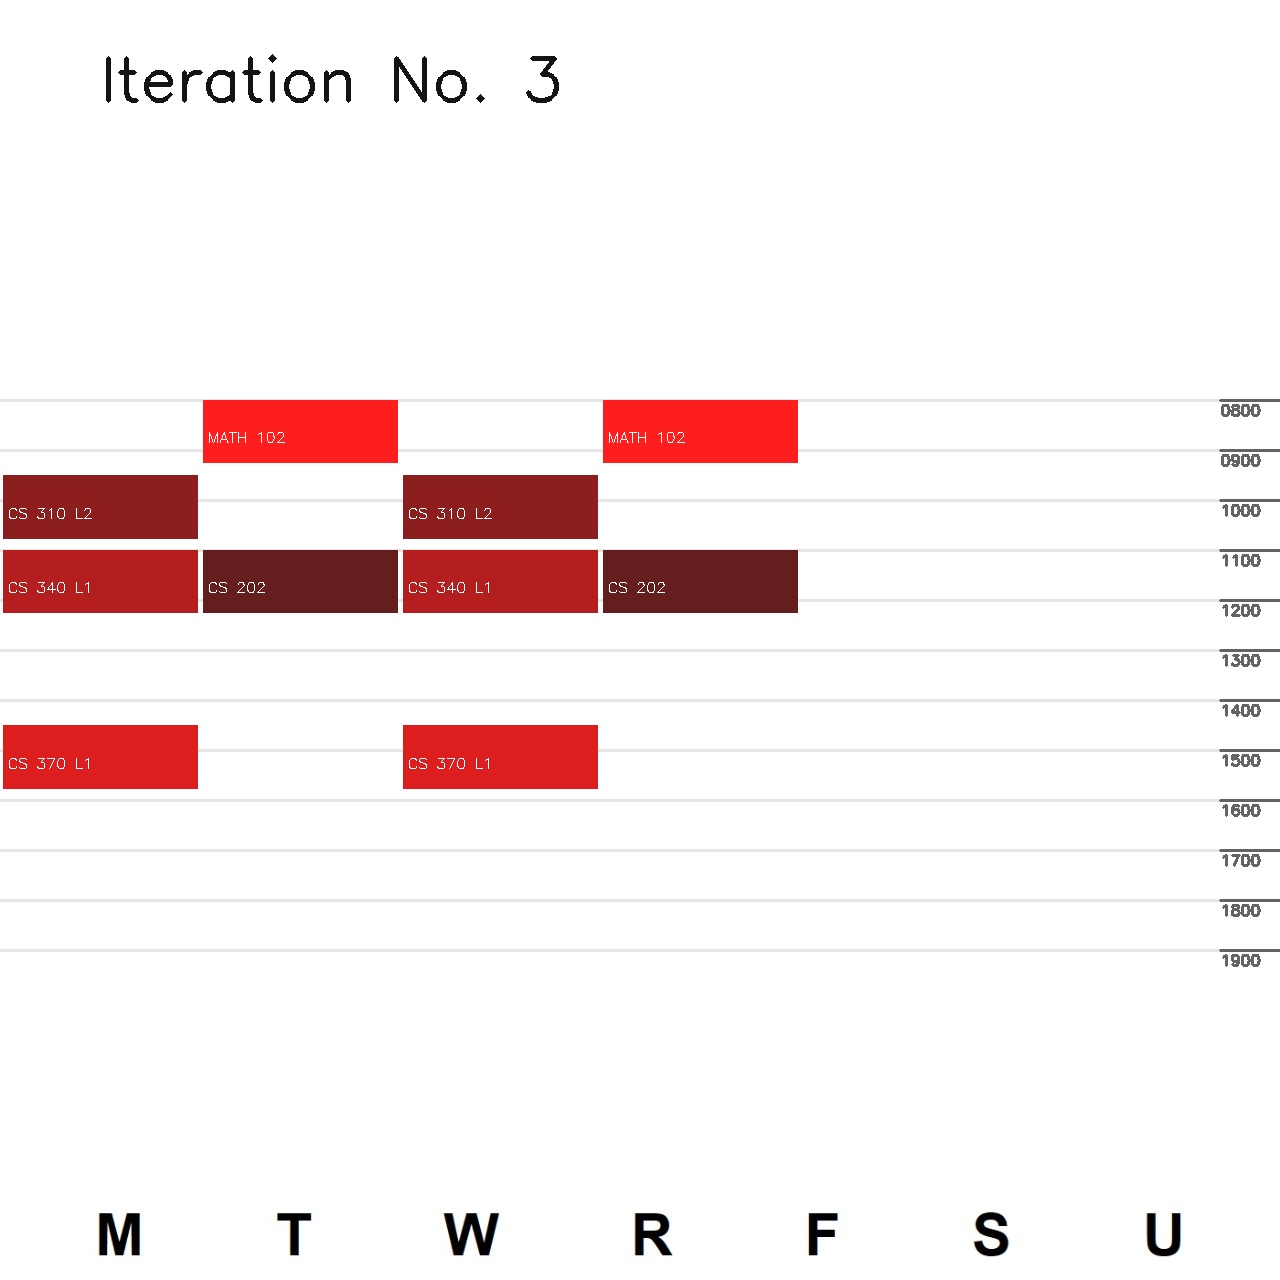 Iteration No. 3
0800
MATH 102 MATH 102
0900
CS 310 L2 CS 310 L2
1000
1100
CS 340 L1 CS 202 CS 340 L1 CS 202
1200
1300
1400
1500
CS 370 L1 CS 370 L1
1600
1700
1800
1900
M T W R F S U